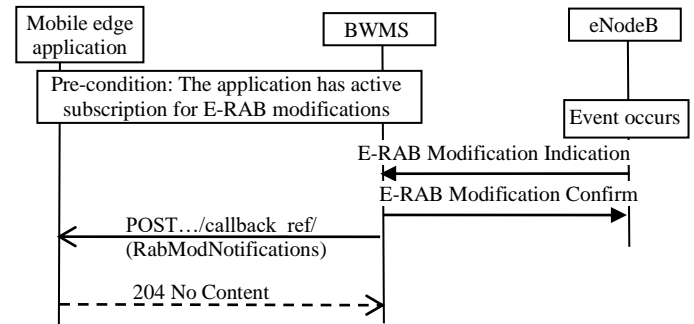 Mobile edge
application
BWMS
eNodeB
Pre-condition: The application has active
subscription for E-RAB modifications
Event occurs
E-RAB Modification Indication
E-RAB Modification Confirm
POST…/callback_ref/
(RabModNotifications)
204 No Content